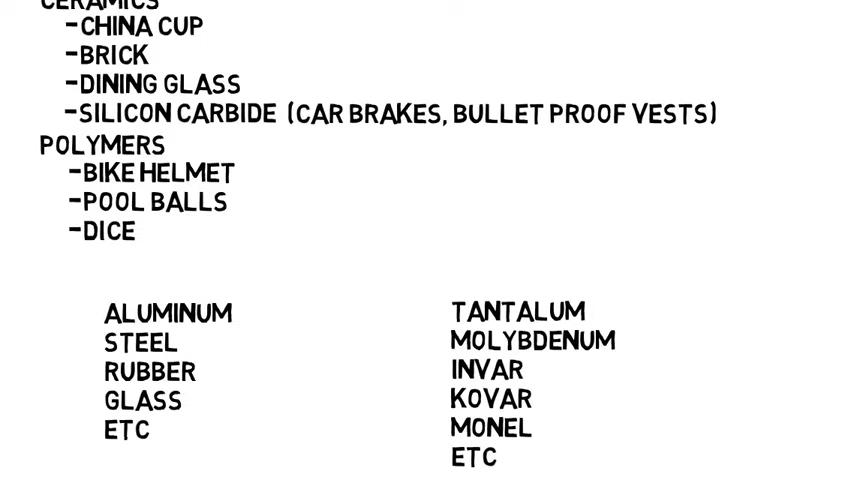 CERAMICS
-CHINA CUP
-BRICK
-DINING GLASS
-SILICON CARBIDE (CAR BRAKES, BULLET PROOF VESTS)
POLYMERS
-BIKE HELMET
-POOL BALLS
-DICE
ALUMINUM
STEEL
RUBBER
GLASS
ETC
TANTALUM
MOLYBDENUM
INVAR
KOVAR
MONEL
ETC